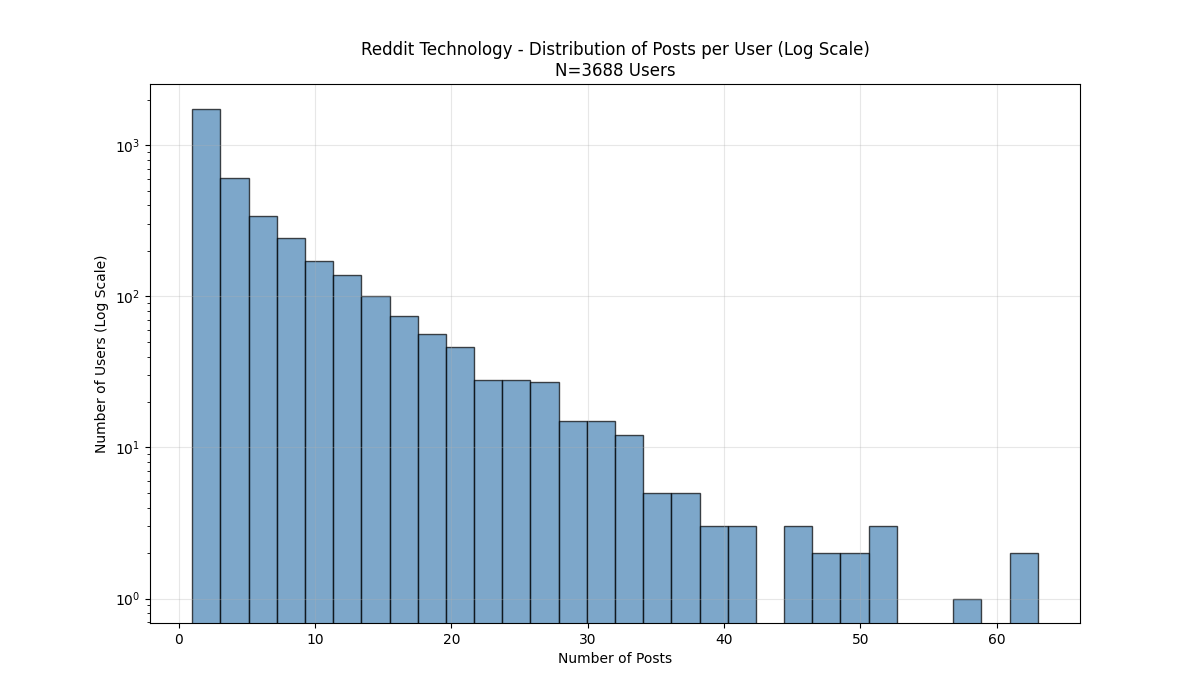 Reddit Technology - Distribution of Posts per User (Log Scale)
N=3688 Users
Number of Users (Log Scale)
10³
10²
10¹
10⁰
0 10 20 30 40 50 60
Number of Posts